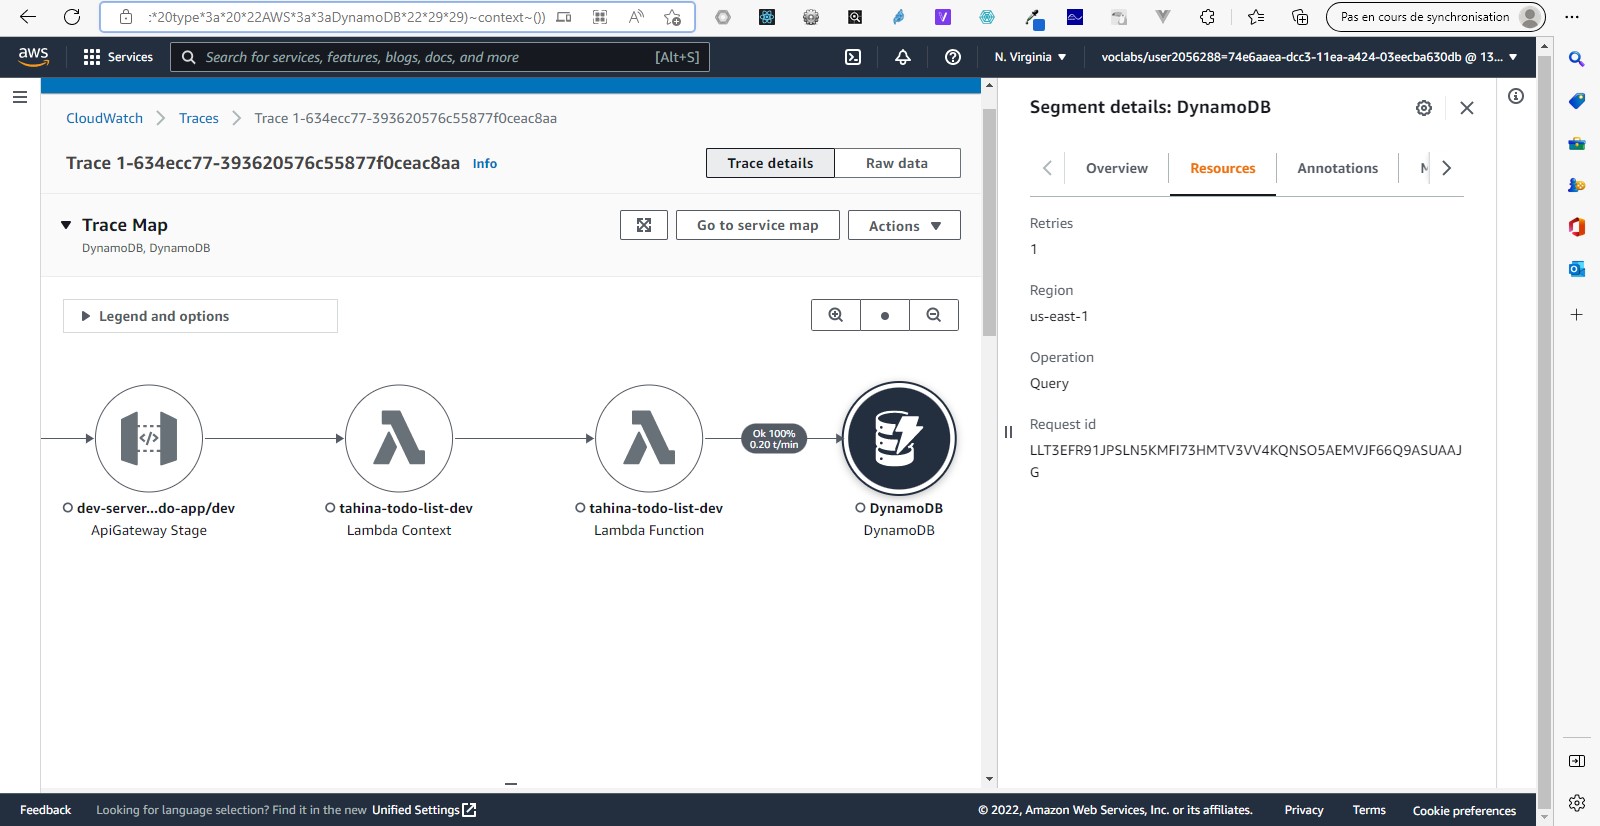 :*20type*3a*20*22AWS*3a*3aDynamoDB*22*29*29)~context~())
Pas en cours de synchronisation
aws
Services
Search for services, features, blogs, docs, and more
[Alt+S]
N. Virginia
voclabs/user2056288=74e6aaea-dcc3-11ea-a424-03eecba630db @ 13...
CloudWatch
Traces
Trace 1-634ecc77-393620576c55877f0ceac8aa
Trace 1-634ecc77-393620576c55877f0ceac8aa
Info
Trace details
Raw data
Trace Map
DynamoDB, DynamoDB
Go to service map
Actions
Legend and options
Ok 100%
0.20 t/min
dev-server...do-app/dev
ApiGateway Stage
tahina-todo-list-dev
Lambda Context
tahina-todo-list-dev
Lambda Function
DynamoDB
DynamoDB
Segment details: DynamoDB
Overview
Resources
Annotations
Retries
1
Region
us-east-1
Operation
Query
Request id
LLT3EFR91JPSLN5KMFI73HMTV3VV4KQNSO5AEMVJF66Q9ASUAAJ
G
Feedback
Looking for language selection? Find it in the new Unified Settings
© 2022, Amazon Web Services, Inc. or its affiliates.
Privacy
Terms
Cookie preferences